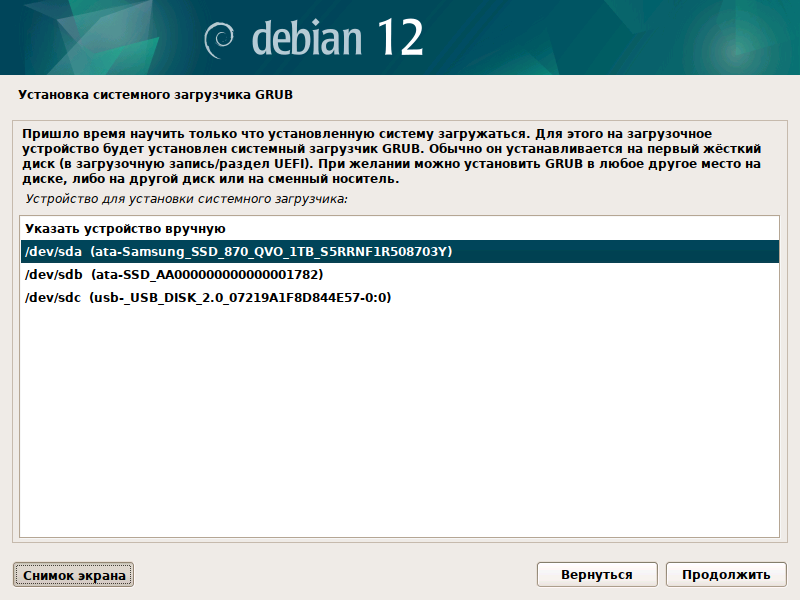 debian 12
Установка системного загрузчика GRUB
Пришло время научить только что установленную систему загружаться. Для этого на загрузочное
устройство будет установлен системный загрузчик GRUB. Обычно он устанавливается на первый жёсткий
диск (в загрузочную запись/раздел UEFI). При желании можно установить GRUB в любое другое место на
диске, либо на другой диск или на сменный носитель.
Устройство для установки системного загрузчика:
Указать устройство вручную
/dev/sda (ata-Samsung_SSD_870_QVO_1TB_S5RRNF1R508703Y)
/dev/sdb (ata-SSD_AA000000000000001782)
/dev/sdc (usb-_USB_DISK_2.0_07219A1F8D844E57-0:0)
Снимок экрана
Вернуться
Продолжить